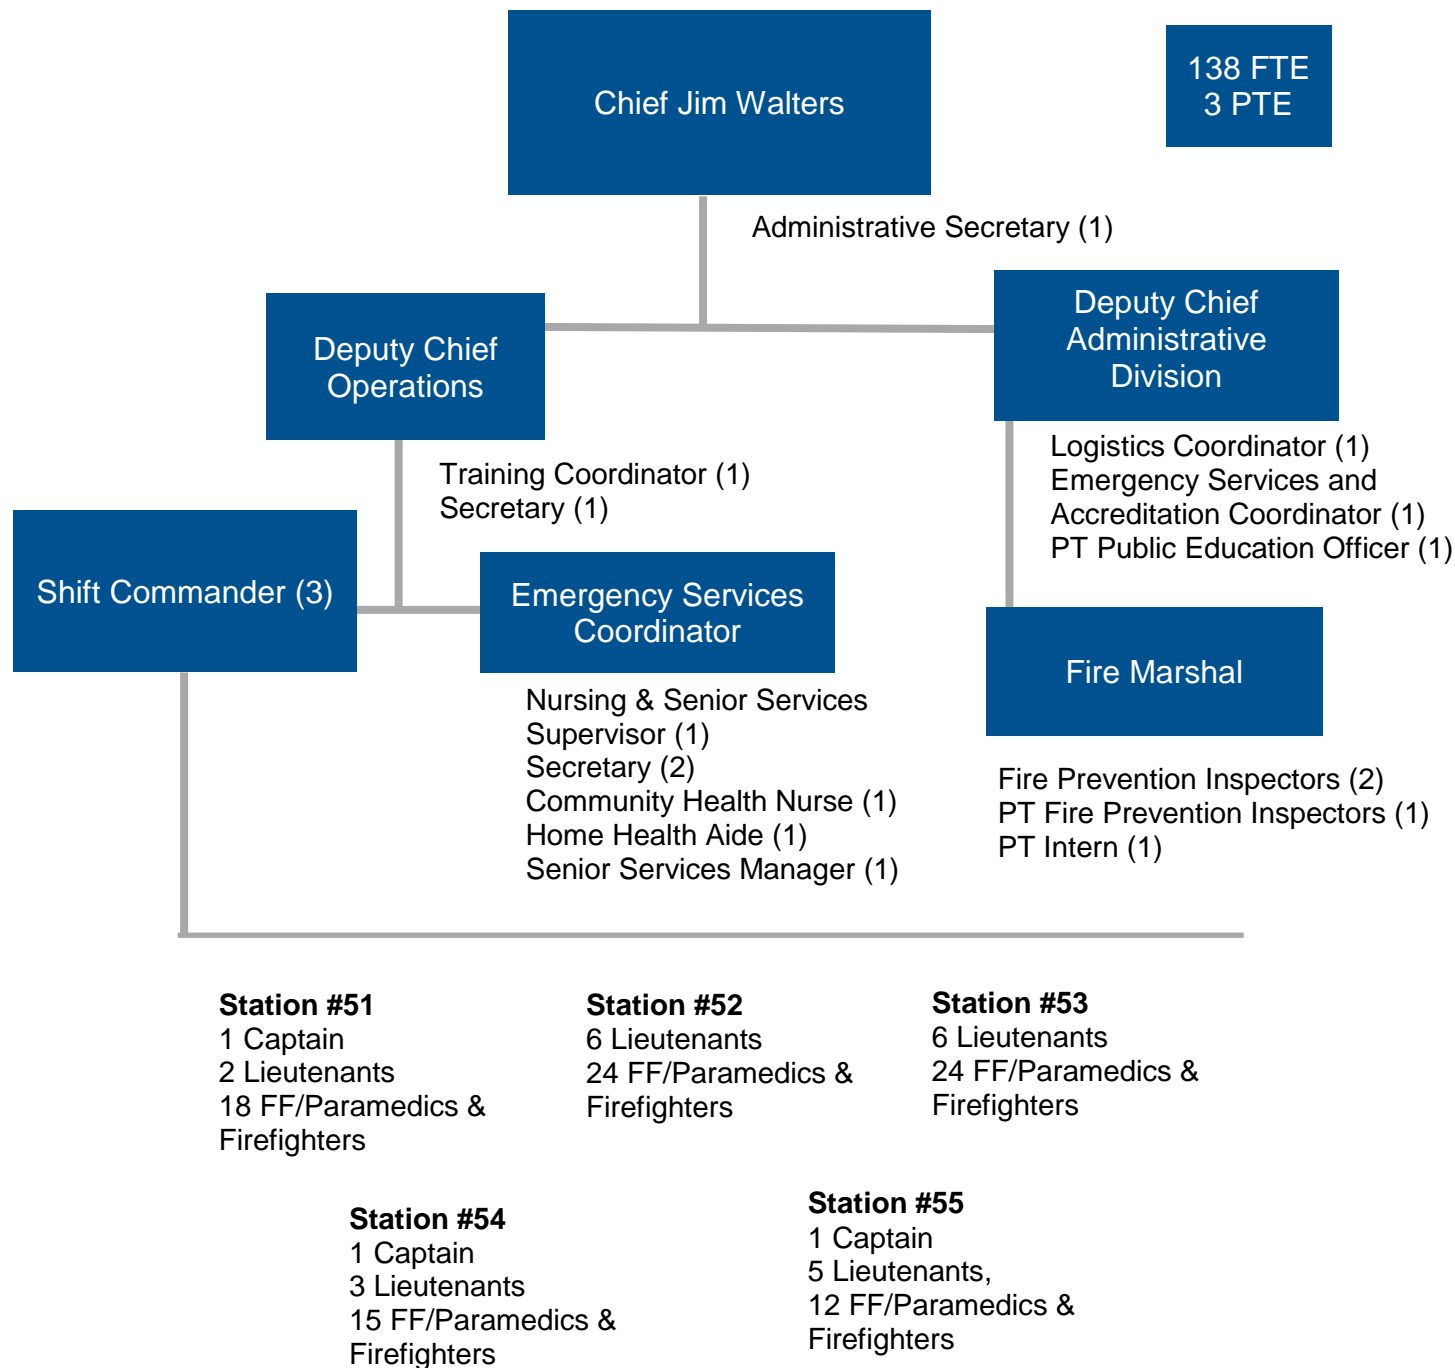 Chief Jim Walters
138 FTE
3 PTE
Administrative Secretary (1)
Deputy Chief
Operations
Deputy Chief
Administrative
Division
Training Coordinator (1)
Secretary (1)
Logistics Coordinator (1)
Emergency Services and
Accreditation Coordinator (1)
PT Public Education Officer (1)
Shift Commander (3)
Emergency Services
Coordinator
Fire Marshal
Nursing & Senior Services
Supervisor (1)
Secretary (2)
Community Health Nurse (1)
Home Health Aide (1)
Senior Services Manager (1)
Fire Prevention Inspectors (2)
PT Fire Prevention Inspectors (1)
PT Intern (1)
Station #51
1 Captain
2 Lieutenants
18 FF/Paramedics &
Firefighters
Station #52
6 Lieutenants
24 FF/Paramedics &
Firefighters
Station #53
6 Lieutenants
24 FF/Paramedics &
Firefighters
Station #54
1 Captain
3 Lieutenants
15 FF/Paramedics &
Firefighters
Station #55
1 Captain
5 Lieutenants,
12 FF/Paramedics &
Firefighters